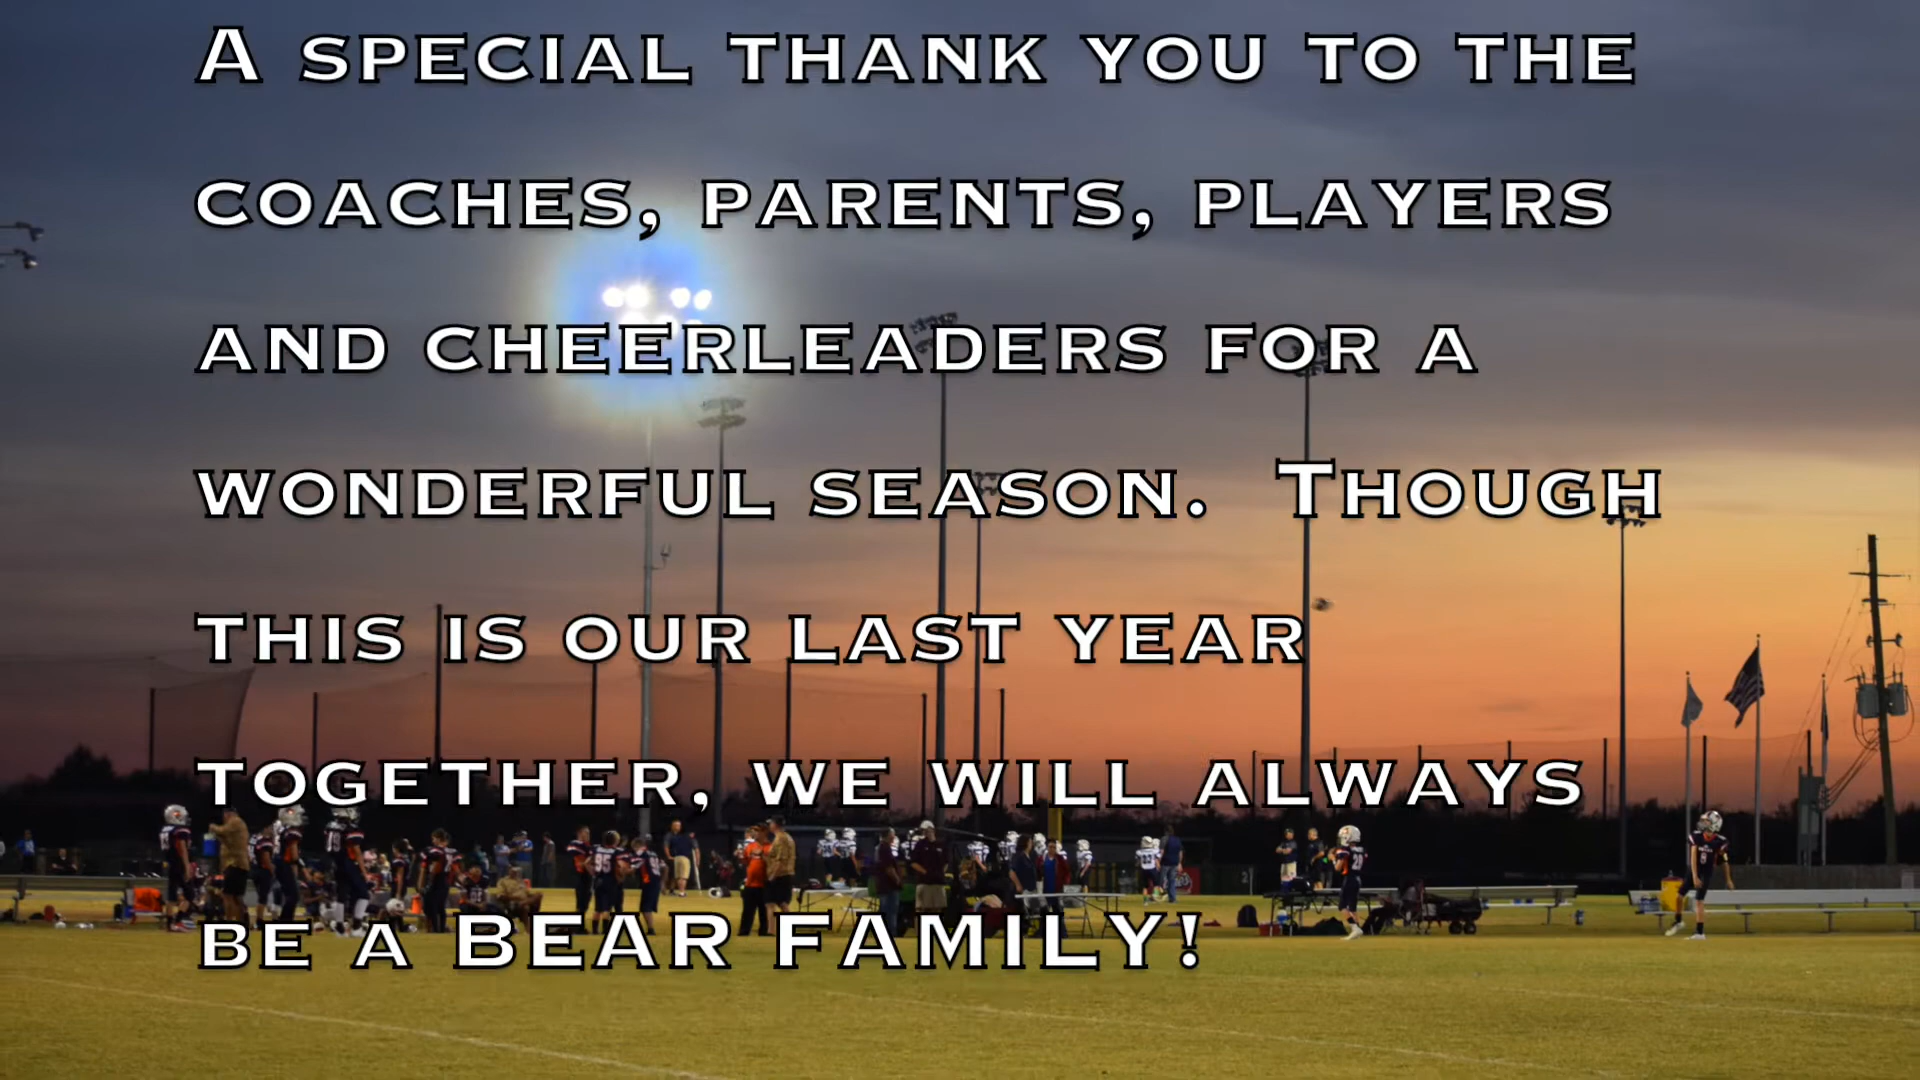 A special thank you to the
coaches, parents, players
and cheerleaders for a
wonderful season.  Though
this is our last year
together, we will always
be a BEAR FAMILY!